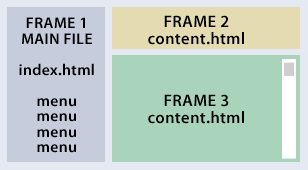 FRAME 1
MAIN FILE
index.html
menu
menu
menu
menu
FRAME 2
content.html
FRAME 3
content.html